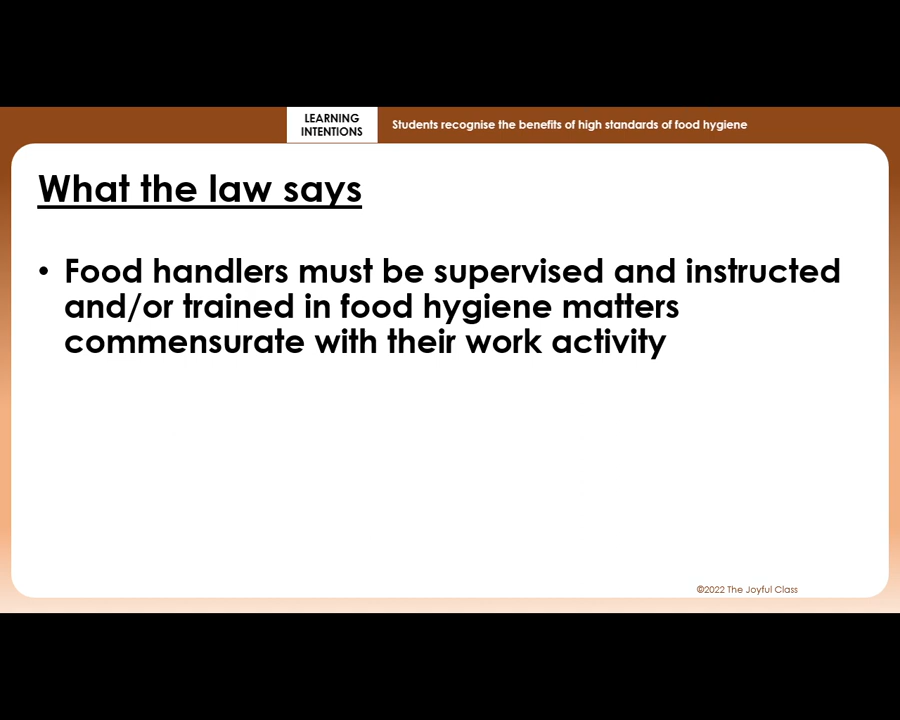 LEARNING
INTENTIONS
Students recognise the benefits of high standards of food hygiene
What the law says
• Food handlers must be supervised and instructed
and/or trained in food hygiene matters
commensurate with their work activity
©2022 The Joyful Class